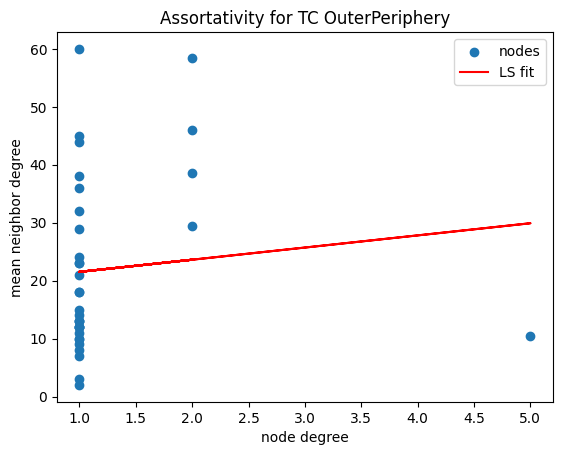 Assortativity for TC OuterPeriphery
nodes
LS fit
mean neighbor degree
60
50
40
30
20
10
0
1.0 1.5 2.0 2.5 3.0 3.5 4.0 4.5 5.0
node degree